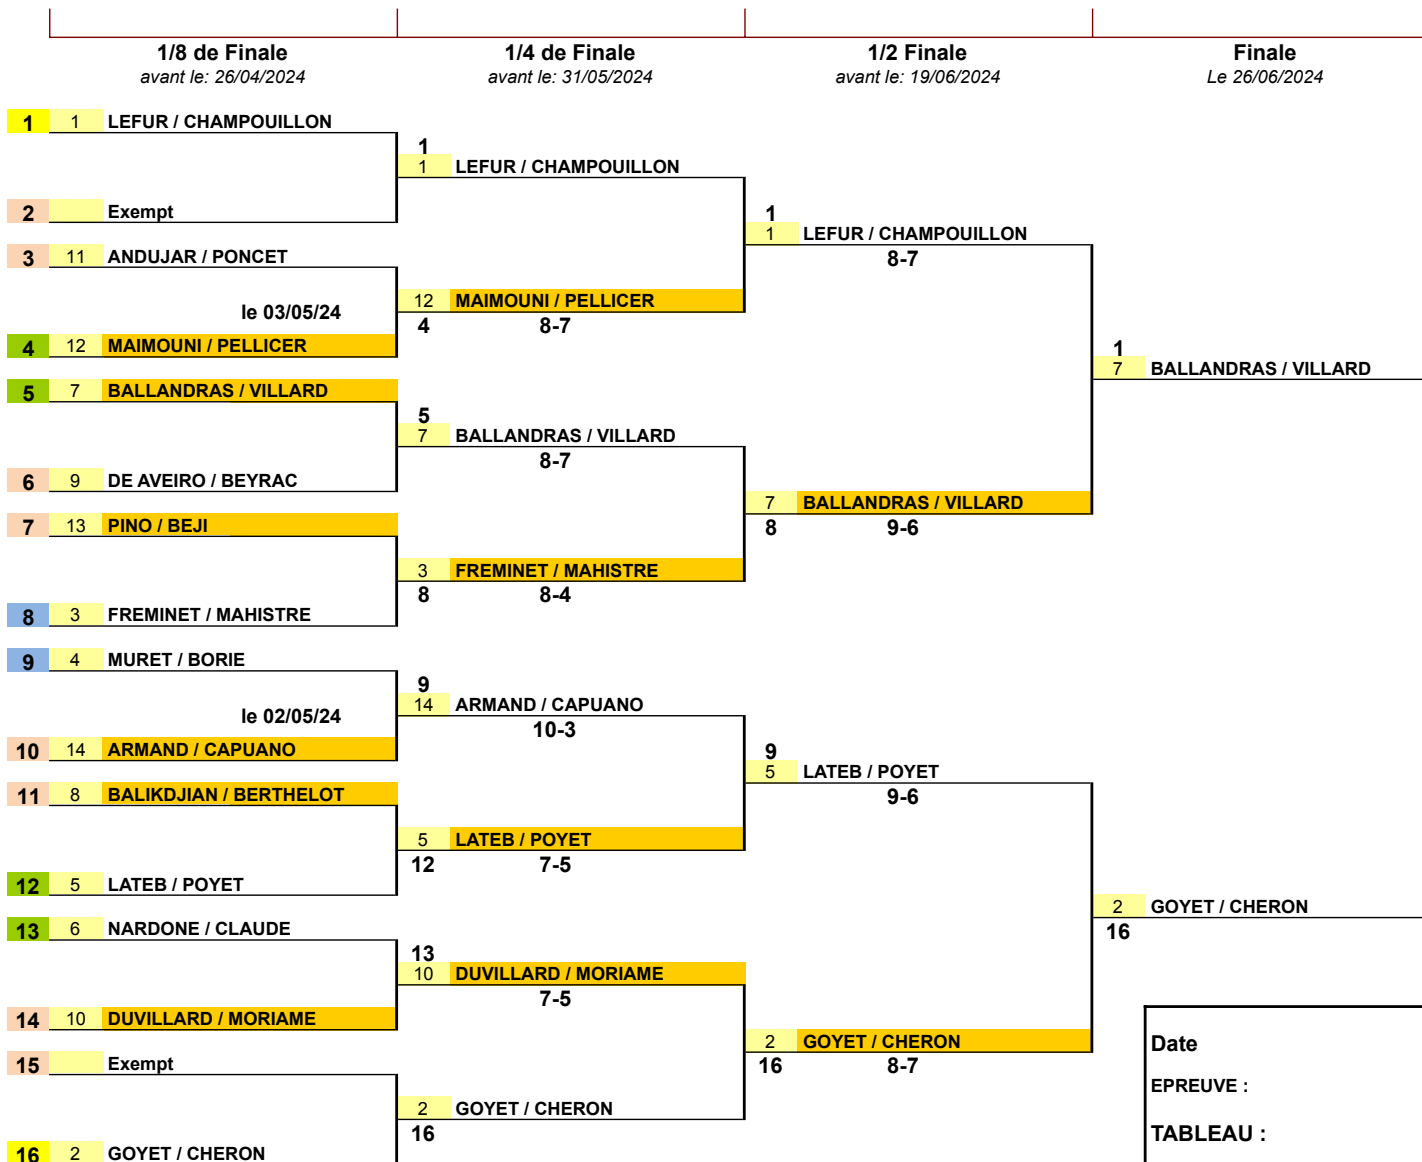 1/8 de Finale
avant le: 26/04/2024
1/4 de Finale
avant le: 31/05/2024
1/2 Finale
avant le: 19/06/2024
Finale
Le 26/06/2024
1 1 LEFUR / CHAMPOUILLON
2 Exempt
3 11 ANDUJAR / PONCET
le 03/05/24
4 12 MAIMOUNI / PELLICER
5 7 BALLANDRAS / VILLARD
6 9 DE AVEIRO / BEYRAC
7 13 PINO / BEJI
8 3 FREMINET / MAHISTRE
9 4 MURET / BORIE
le 02/05/24
10 14 ARMAND / CAPUANO
11 8 BALIKDJIAN / BERTHELOT
12 5 LATEB / POYET
13 6 NARDONE / CLAUDE
14 10 DUVILLARD / MORIAME
15 Exempt
16 2 GOYET / CHERON
1
1 LEFUR / CHAMPOUILLON
12 MAIMOUNI / PELLICER
4 8-7
5
7 BALLANDRAS / VILLARD
8-7
3 FREMINET / MAHISTRE
8 8-4
9
14 ARMAND / CAPUANO
10-3
5 LATEB / POYET
12 7-5
13
10 DUVILLARD / MORIAME
7-5
2 GOYET / CHERON
16
1
1 LEFUR / CHAMPOUILLON
8-7
7 BALLANDRAS / VILLARD
8 9-6
9
5 LATEB / POYET
9-6
2 GOYET / CHERON
16 8-7
1
7 BALLANDRAS / VILLARD
2 GOYET / CHERON
16
Date
EPREUVE :
TABLEAU :